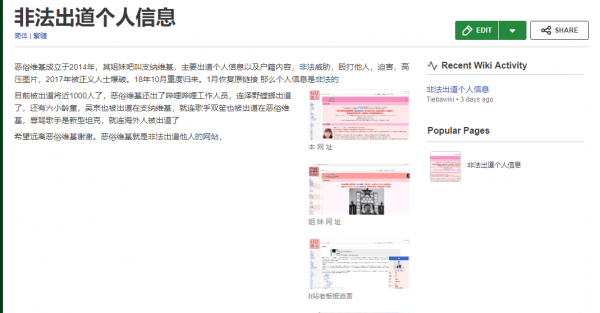 非法出道个人信息
简体 | 繁體
EDIT
SHARE
恶俗维基成立于2014年，其姐妹吧叫支纳维基，主要出道个人信息以及户籍内容，非法威胁，殴打他人，迫害，高
压图片，2017年被正义人士爆破。18年10月重度归来。1月恢复原链接 那么个人信息是非法的
目前被出道将近1000人了，恶俗维基还出了哔哩哔哩工作人员，连泽野螳螂出道
了，还有六小龄童，吴京也被出道在支纳维基，就连歌手双笙也被出道在恶俗维
基，辱骂歌手是新型坦克，就连海外人被出道了
希望远离恶俗维基谢谢。恶俗维基就是非法出道他人的网站，
本 网 址
姐 妹 网 址
b站老板被迫害
Recent Wiki Activity
非法出道个人信息
Tiebawiki • 3 days ago
Popular Pages
非法出道个人信息